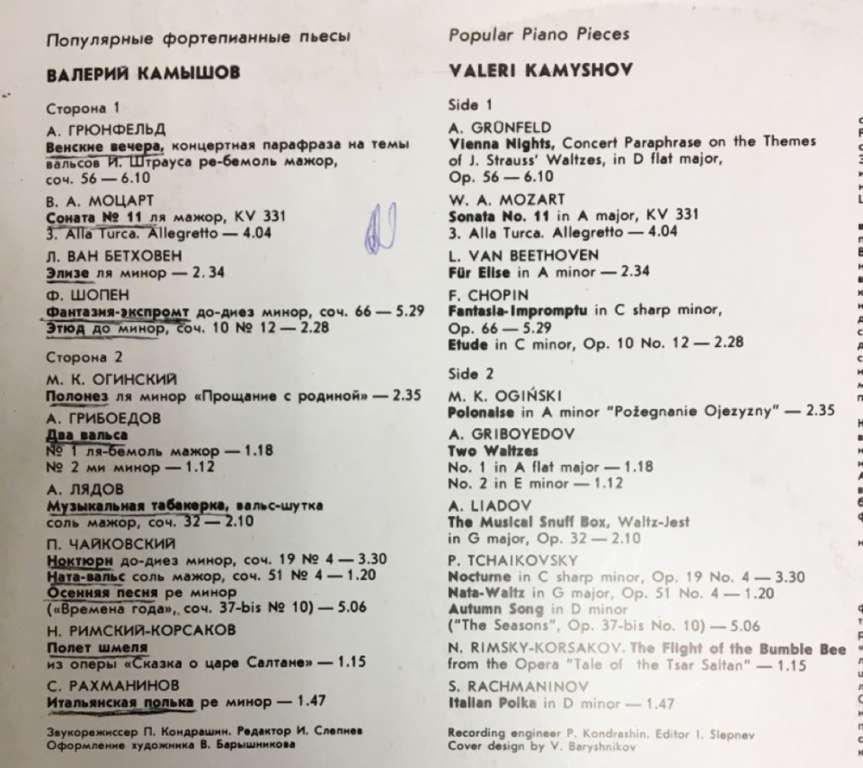 Популярные фортепианные пьесы
ВАЛЕРИЙ КАМЫШОВ
Сторона 1
А. ГРЮНФЕЛЬД
Венские вечера, концертная парафраза на темы
вальсов И. Штрауса ре-бемоль мажор,
соч. 56 — 6.10
В. А. МОЦАРТ
Соната № 11 ля мажор, KV 331
3. Alla Turca. Allegretto — 4.04
Л. ВАН БЕТХОВЕН
Элизе ля минор — 2.34
Ф. ШОПЕН
Фантазия-экспромт до-диез минор, соч. 66 — 5.29
Этюд до минор, соч. 10 № 12 — 2.28
Сторона 2
М. К. ОГИНСКИЙ
Полонез ля минор «Прощание с родиной» — 2.35
А. ГРИБОЕДОВ
Два вальса
№ 1 ля-бемоль мажор — 1.18
№ 2 ми минор — 1.12
А. ЛЯДОВ
Музыкальная табакерка, вальс-шутка
соль мажор, соч. 32 — 2.10
П. ЧАЙКОВСКИЙ
Ноктюрн до-диез минор, соч. 19 № 4 — 3.30
Ната-вальс соль мажор, соч. 51 № 4 — 1.20
Осенняя песня ре минор
(«Времена года», соч. 37-bis № 10) — 5.06
Н. РИМСКИЙ-КОРСАКОВ
Полет шмеля
из оперы «Сказка о царе Салтане» — 1.15
С. РАХМАНИНОВ
Итальянская полька ре минор — 1.47
Звукорежиссер П. Кондрашин. Редактор И. Слепнев
Оформление художника В. Барышникова
Popular Piano Pieces
VALERI KAMYSHOV
Side 1
A. GRÜNFELD
Vienna Nights, Concert Paraphrase on the Themes
of J. Strauss' Waltzes, in D flat major,
Op. 56 — 6.10
W. A. MOZART
Sonata No. 11 in A major, KV 331
3. Alla Turca. Allegretto — 4.04
L. VAN BEETHOVEN
Für Elise in A minor — 2.34
F. CHOPIN
Fantasia-Impromptu in C sharp minor,
Op. 66 — 5.29
Etude in C minor, Op. 10 No. 12 — 2.28
Side 2
M. K. OGIŃSKI
Polonaise in A minor "Pożegnanie Ojezyzny" — 2.35
A. GRIBOYEDOV
Two Waltzes
No. 1 in A flat major — 1.18
No. 2 in E minor — 1.12
A. LIADOV
The Musical Snuff Box, Waltz-Jest
in G major, Op. 32 — 2.10
P. TCHAIKOVSKY
Nocturne in C sharp minor, Op. 19 No. 4 — 3.30
Nata-Waltz in G major, Op. 51 No. 4 — 1.20
Autumn Song in D minor
("The Seasons", Op. 37-bis No. 10) — 5.06
N. RIMSKY-KORSAKOV. The Flight of the Bumble Bee
from the Opera "Tale of the Tsar Saltan" — 1.15
S. RACHMANINOV
Italian Polka in D minor — 1.47
Recording engineer P. Kondrashin. Editor I. Slepnev
Cover design by V. Baryshnikov